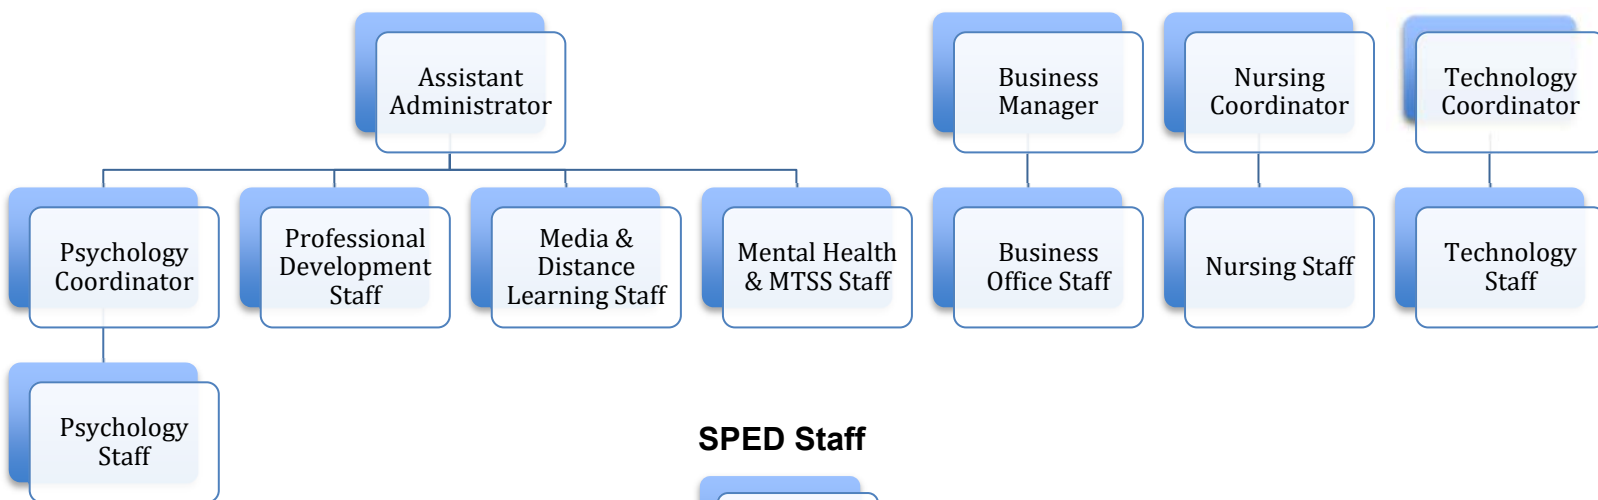 Assistant
Administrator
Business
Manager
Nursing
Coordinator
Technology
Coordinator
Psychology
Coordinator
Professional
Development
Staff
Media &
Distance
Learning Staff
Mental Health
& MTSS Staff
Business
Office Staff
Nursing Staff
Technology
Staff
Psychology
Staff
SPED Staff